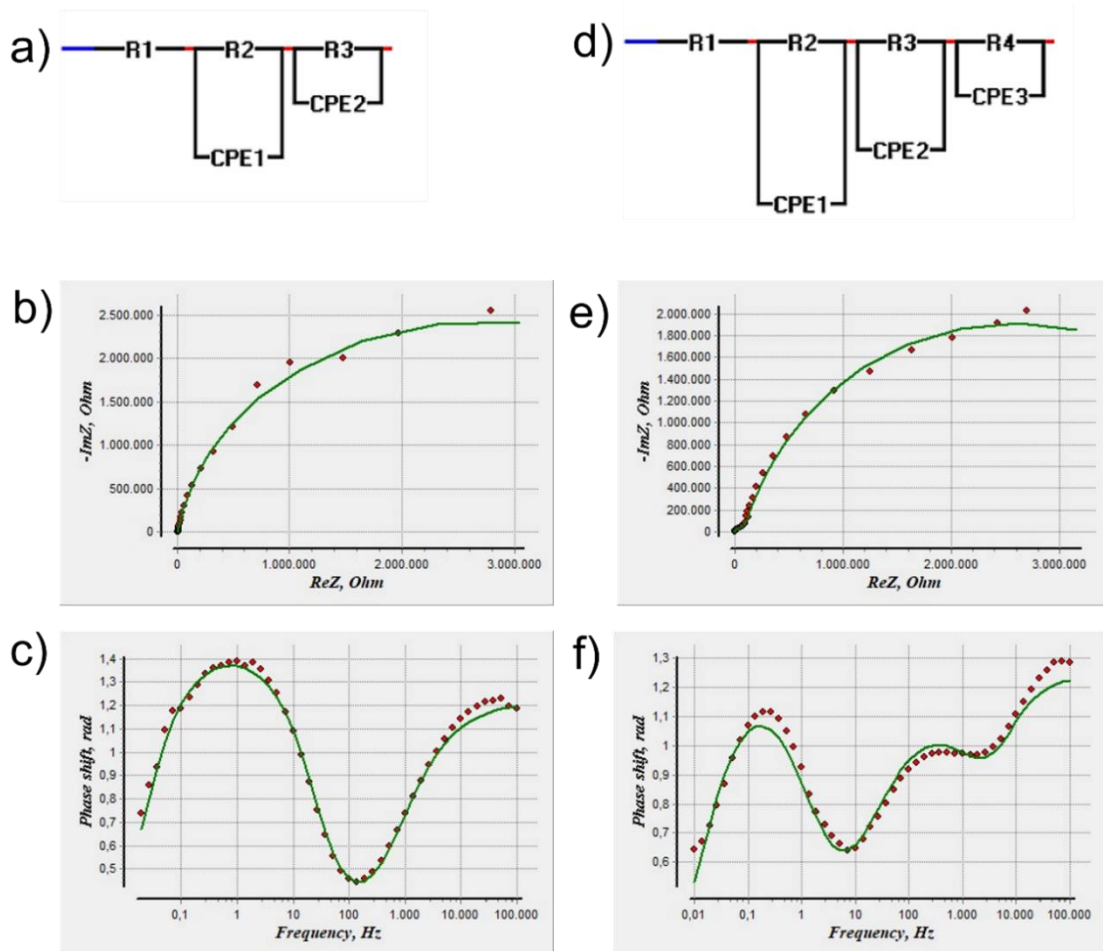 a)
R1 R2 R3
CPE2
CPE1
d)
R1 R2 R3 R4
CPE3
CPE2
CPE1
b)
-ImZ, Ohm
2.500.000
2.000.000
1.500.000
1.000.000
500.000
0
0 1.000.000 2.000.000 3.000.000
ReZ, Ohm
e)
-ImZ, Ohm
2.000.000
1.800.000
1.600.000
1.400.000
1.200.000
1.000.000
800.000
600.000
400.000
200.000
0
0 1.000.000 2.000.000 3.000.000
ReZ, Ohm
c)
Phase shift, rad
1,4
1,3
1,2
1,1
1
0,9
0,8
0,7
0,6
0,5
0,1 1 10 100 1.000 10.000 100.000
Frequency, Hz
f)
Phase shift, rad
1,3
1,2
1,1
1
0,9
0,8
0,7
0,6
0,01 0,1 1 10 100 1.000 10.000 100.000
Frequency, Hz